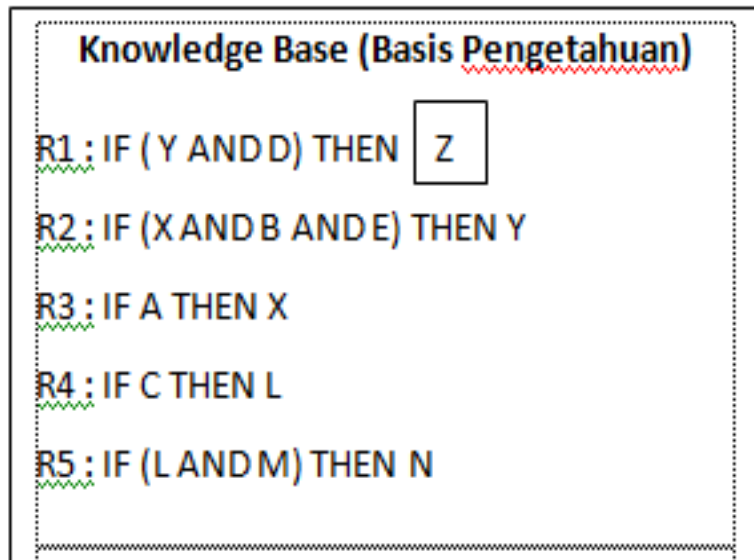 Knowledge Base (Basis Pengetahuan)
R1 : IF ( Y AND D) THEN Z
R2 : IF (X AND B AND E) THEN Y
R3 : IF A THEN X
R4 : IF C THEN L
R5 : IF (L AND M) THEN N